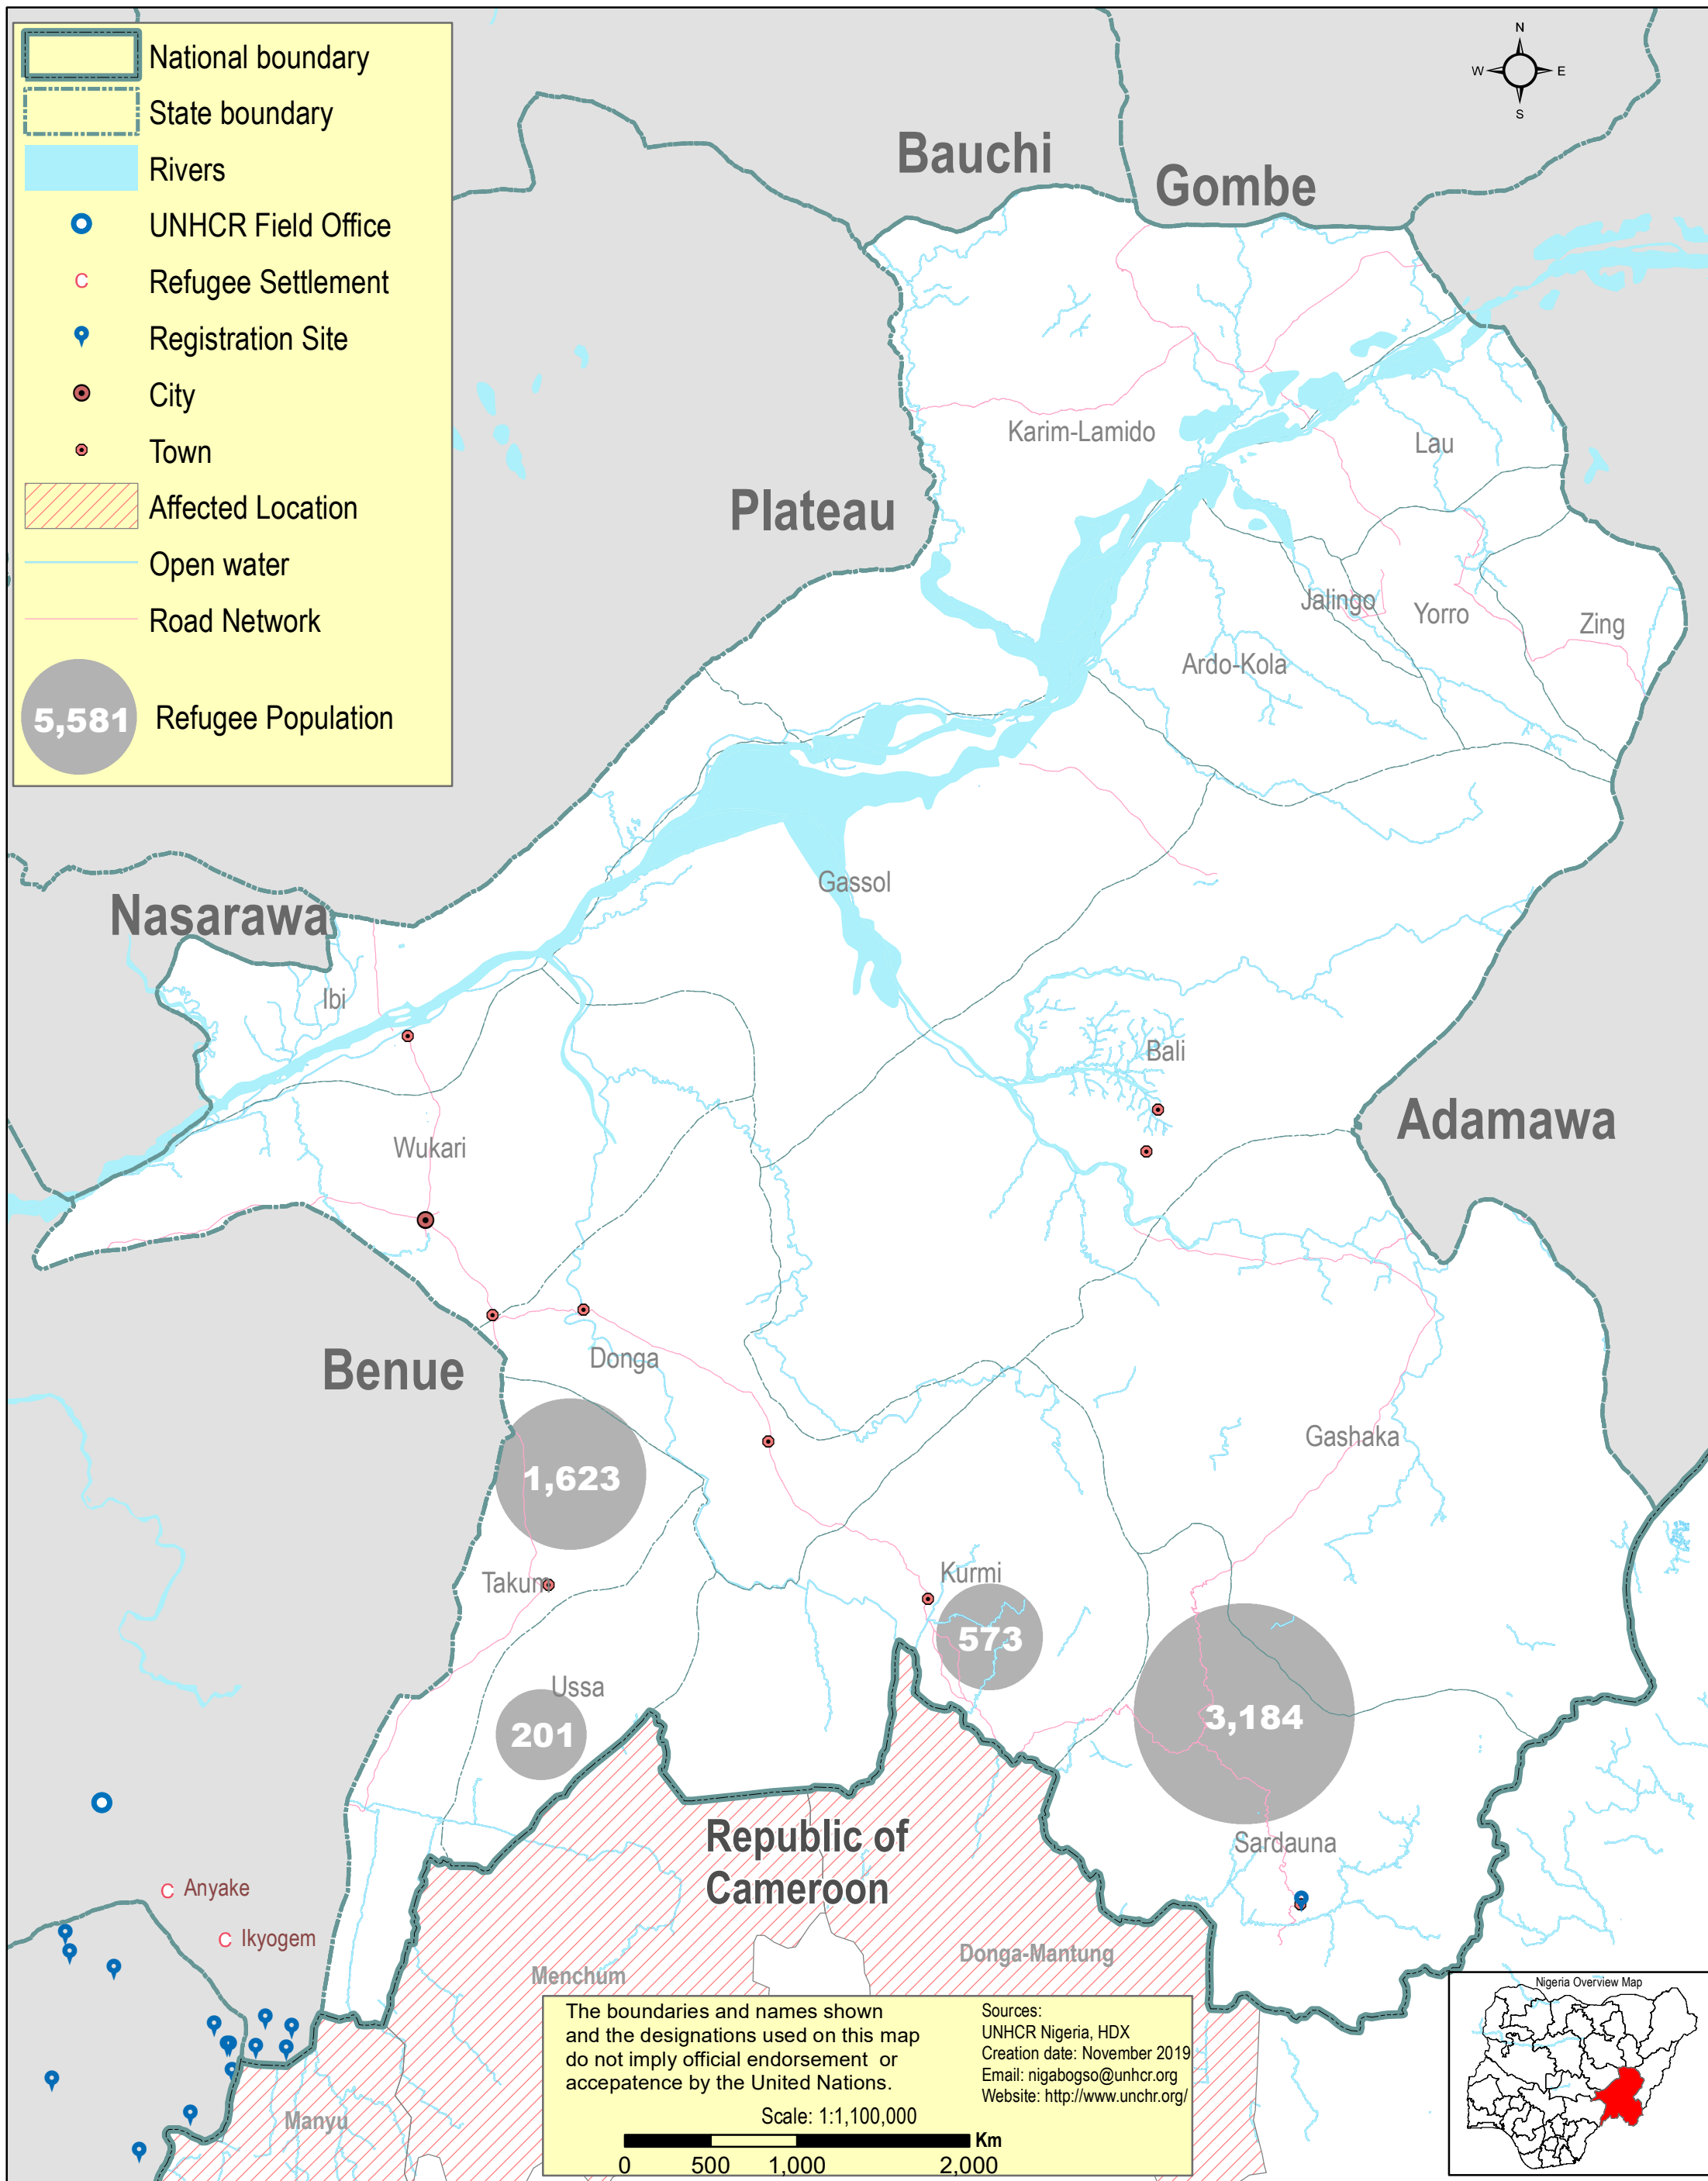 National boundary
State boundary
Rivers
UNHCR Field Office
C Refugee Settlement
Registration Site
City
Town
Affected Location
Open water
Road Network
5,581 Refugee Population
N
W E
S
Bauchi
Gombe
Karim-Lamido
Lau
Plateau
Jalingo
Yorro
Zing
Ardo-Kola
Gassol
Nasarawa
Ibi
Bali
Adamawa
Wukari
Benue
Donga
Gashaka
1,623
Takum
Kurmi
573
Ussa
201
3,184
Republic of
Cameroon
Sardauna
C Anyake
C Ikyogem
Donga-Mantung
Menchum
Manyu
The boundaries and names shown
and the designations used on this map
do not imply official endorsement or
accepatence by the United Nations.
Sources:
UNHCR Nigeria, HDX
Creation date: November 2019
Email: nigabogso@unhcr.org
Website: http://www.unchr.org/
Scale: 1:1,100,000
Km
0 500 1,000 2,000
Nigeria Overview Map